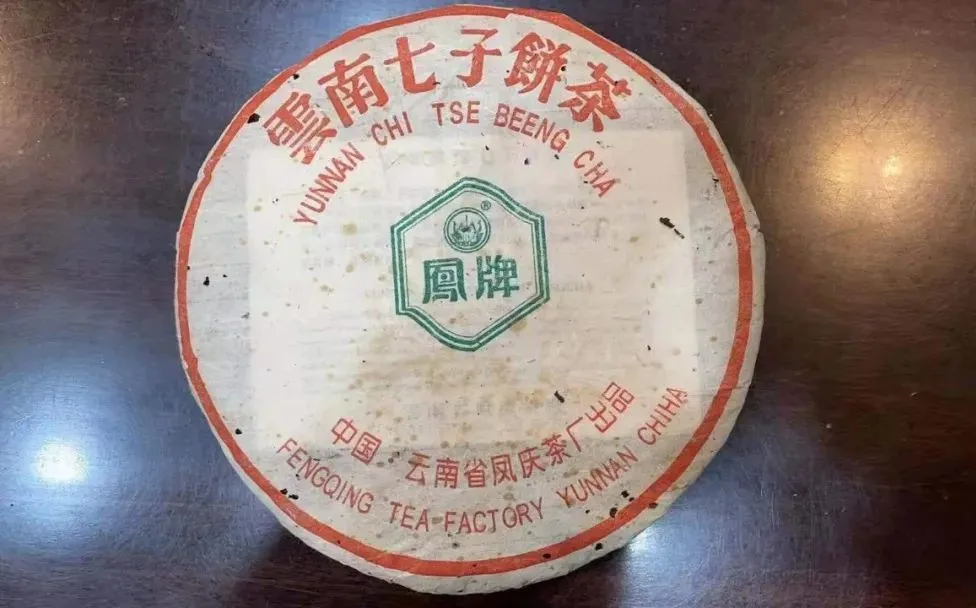 雲南七子餅茶
YUNNAN CHI TSE BEENG CHA
®
鳳牌
中国 云南省凤庆茶厂出品
FENGQING TEA-FACTORY YUNNAN CHIHA